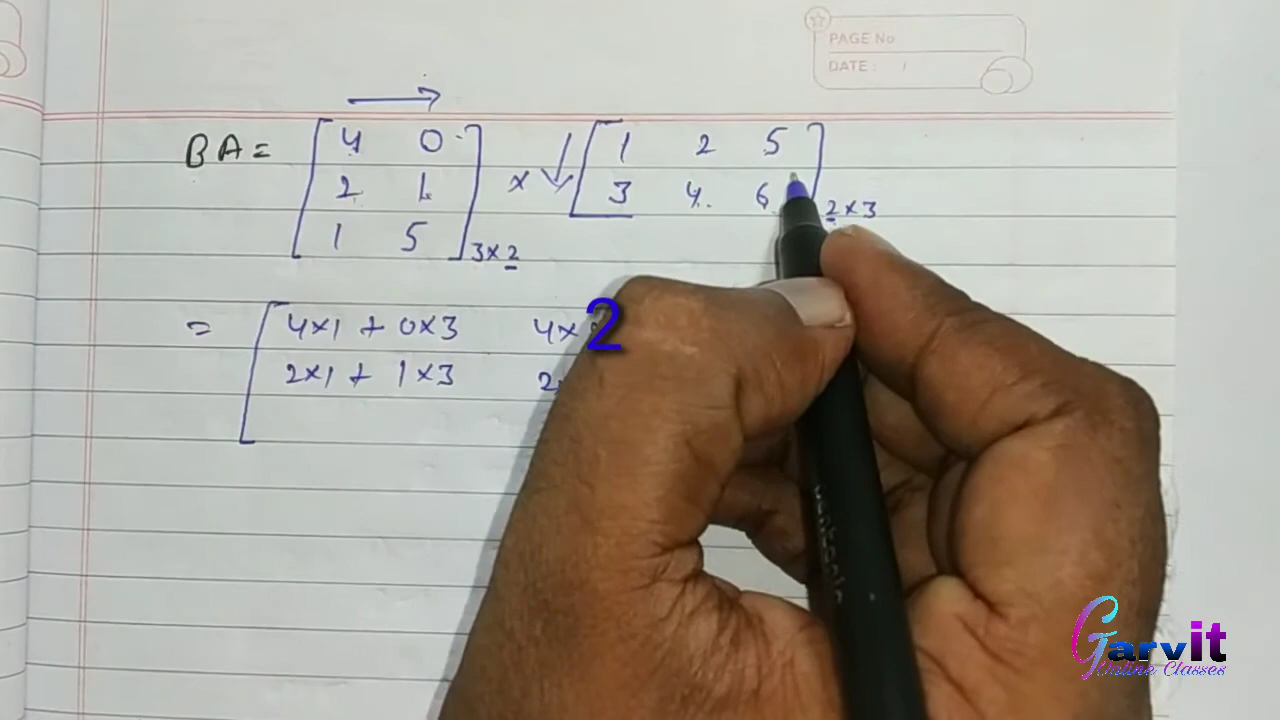 PAGE No
DATE : /
BA = [ 4 0 × [ 1 2 5 ]
2 1 3 4 6
1 5 ] 3×2 2×3
= [ 4×1 + 0×3 4×2
2×1 + 1×3 2
Garvit
Online Classes